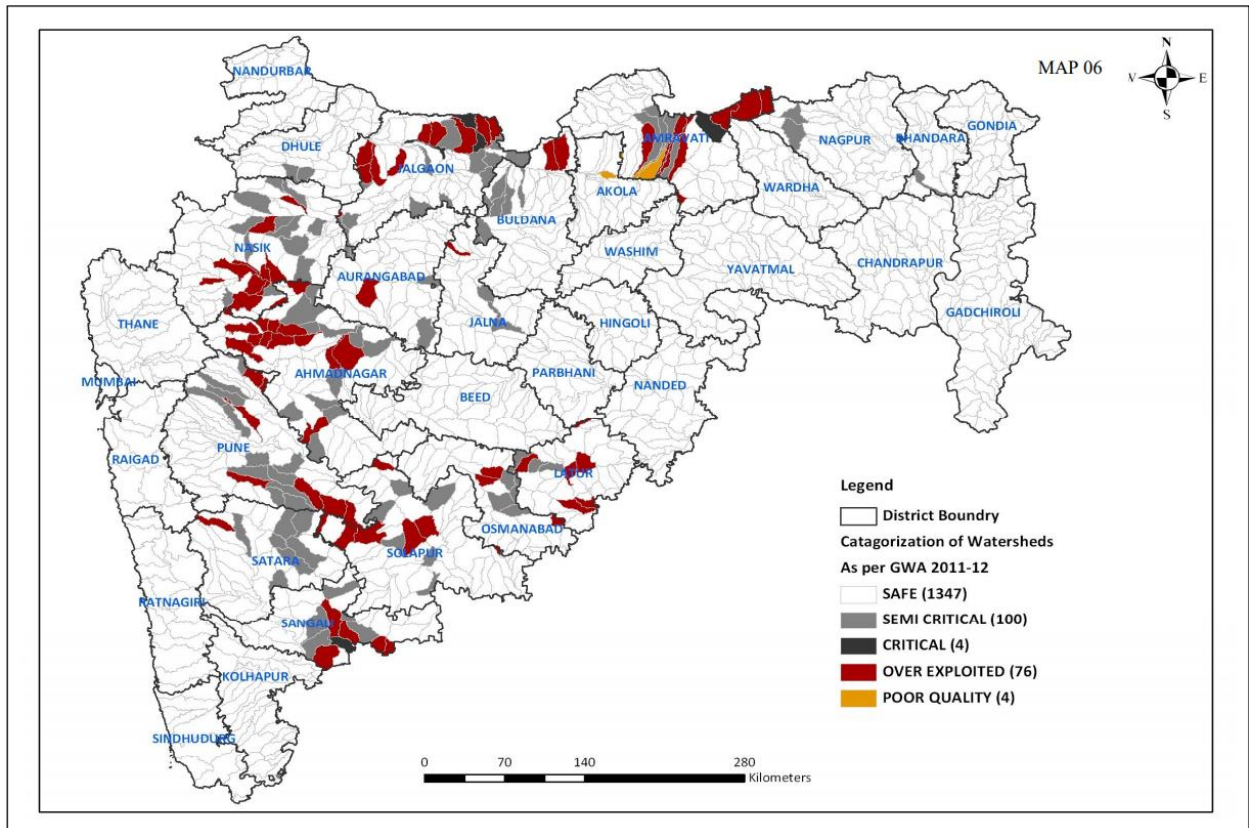 MAP 06
N
V
E
S
NANDURBAR
DHULE
JALGAON
AMRAVATI
NAGPUR
BHANDARA
GONDIA
AKOLA
WARDHA
BULDANA
NASIK
WASHIM
AURANGABAD
YAVATMAL
CHANDRAPUR
GADCHIROLI
THANE
JALNA
HINGOLI
AHMADNAGAR
PARBHANI
MUMBAI
NANDED
BEED
PUNE
RAIGAD
LATUR
OSMANABAD
SOLAPUR
SATARA
RATNAGIRI
SANGALI
KOLHAPUR
SINDHUDURG
Legend
District Boundry
Catagorization of Watersheds
As per GWA 2011-12
SAFE (1347)
SEMI CRITICAL (100)
CRITICAL (4)
OVER EXPLOITED (76)
POOR QUALITY (4)
0 70 140 280
Kilometers